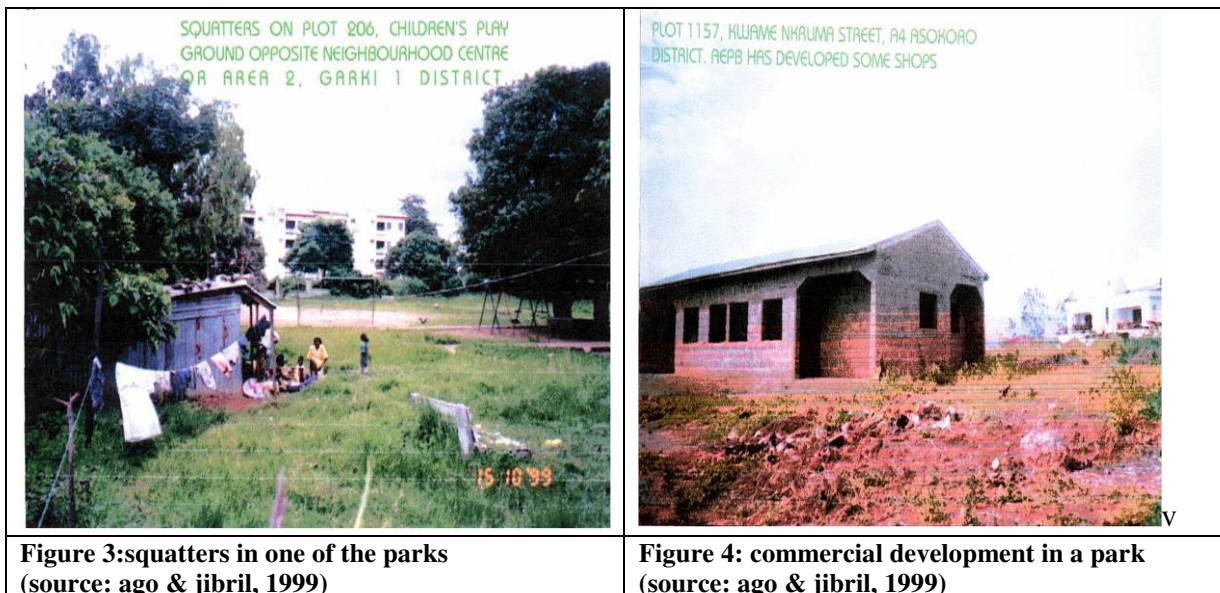 SQUATTERS ON PLOT 206, CHILDREN'S PLAY
GROUND OPPOSITE NEIGHBOURHOOD CENTRE
OR AREA 2, GARKI 1 DISTRICT.
15 10 '99
Figure 3:squatters in one of the parks
(source: ago & jibril, 1999)
PLOT 1157, KWAME NKRUMA STREET, A4 ASOKORO
DISTRICT. AEPB HAS DEVELOPED SOME SHOPS
V
Figure 4: commercial development in a park
(source: ago & jibril, 1999)